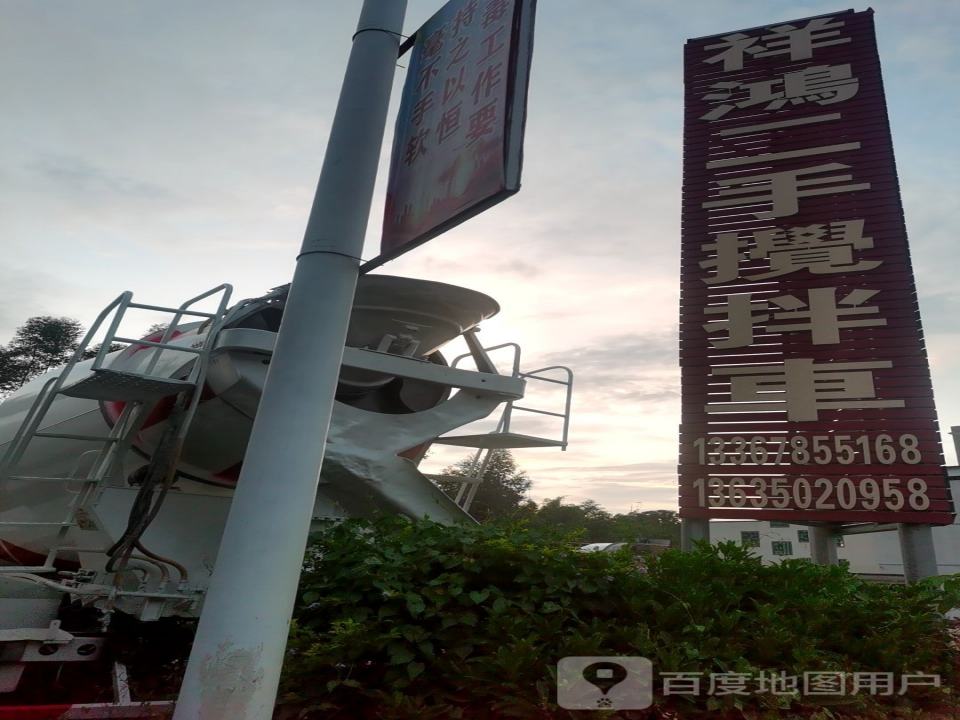 毒工作要
持之以恒
毫不手软
祥鴻二手攪拌車
13367855168
13635020958
百度地图用户